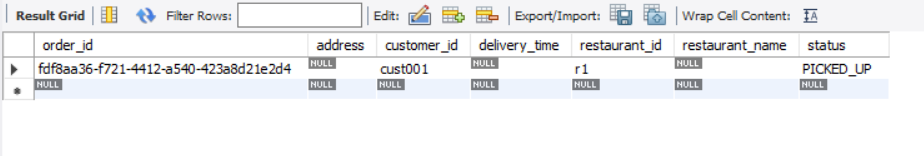 Result Grid Filter Rows: Edit: Export/Import: Wrap Cell Content:
order_id address customer_id delivery_time restaurant_id restaurant_name status
fdf8aa36-f721-4412-a540-423a8d21e2d4 NULL cust001 NULL r1 NULL PICKED_UP
NULL NULL NULL NULL NULL NULL NULL